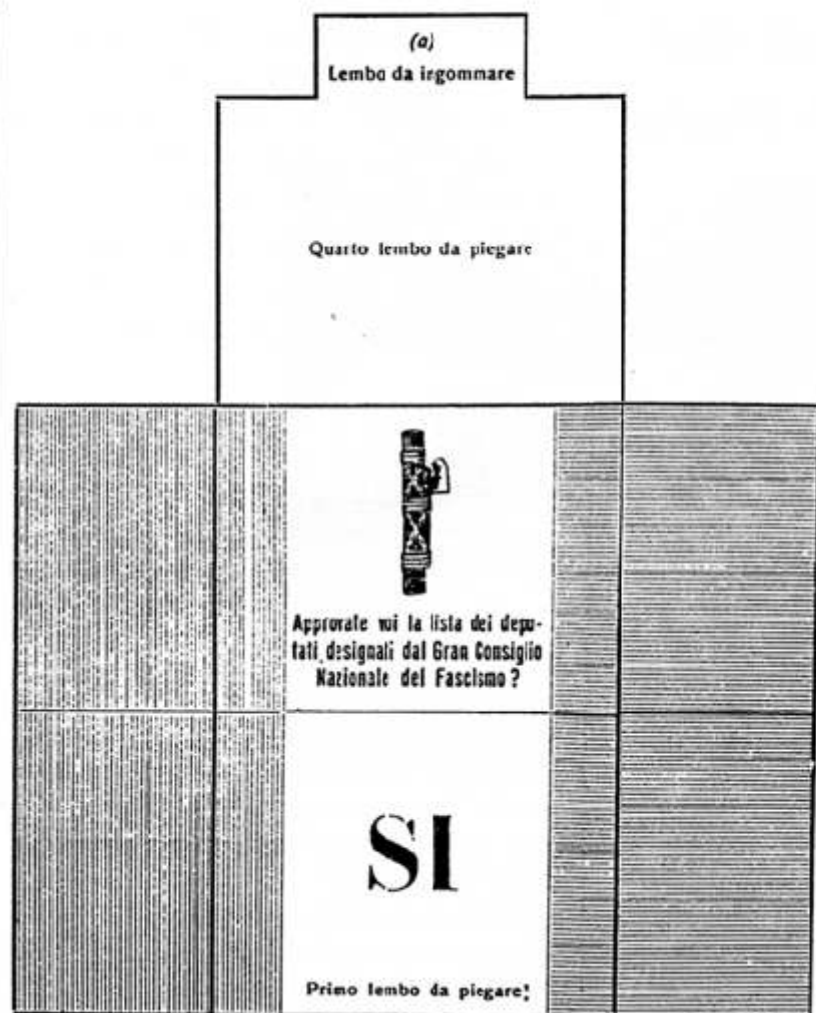 (a)
Lembo da ingommare
Quarto lembo da piegare
Approvate voi la lista dei depu-
tati designati dal Gran Consiglio
Nazionale del Fascismo?
SI
Primo lembo da piegare